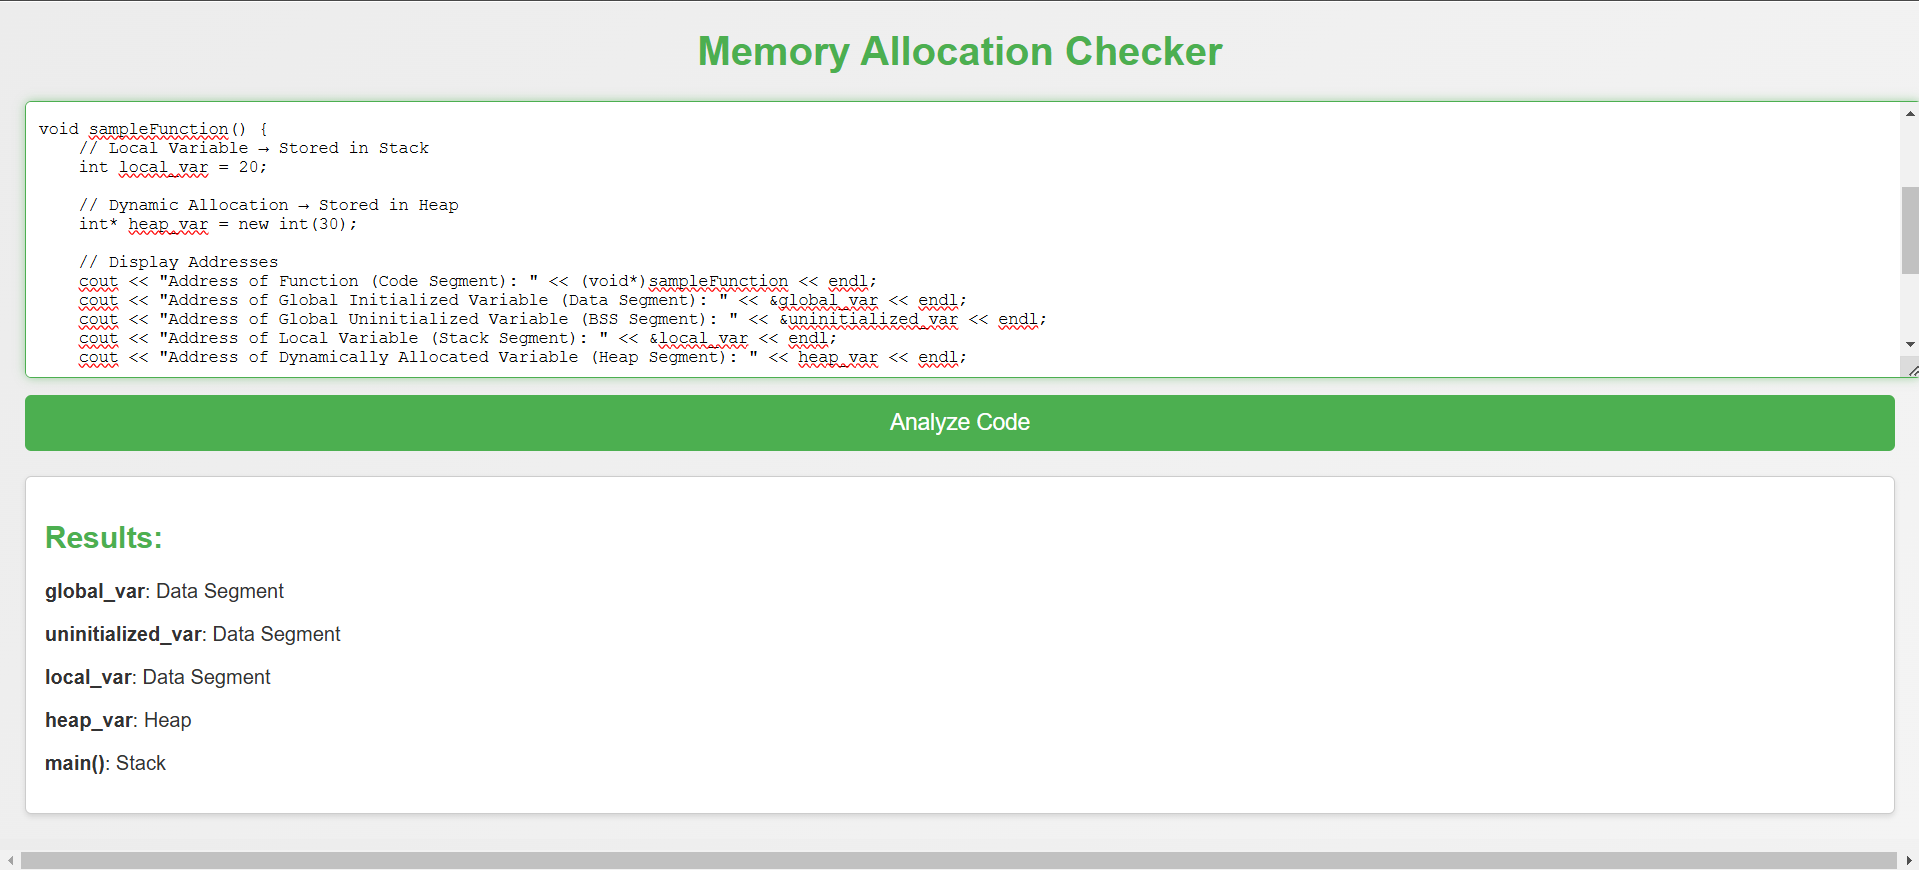 Memory Allocation Checker
void sampleFunction() {
    // Local Variable → Stored in Stack
    int local_var = 20;
    // Dynamic Allocation → Stored in Heap
    int* heap_var = new int(30);
    // Display Addresses
    cout << "Address of Function (Code Segment): " << (void*)sampleFunction << endl;
    cout << "Address of Global Initialized Variable (Data Segment): " << &global_var << endl;
    cout << "Address of Global Uninitialized Variable (BSS Segment): " << &uninitialized_var << endl;
    cout << "Address of Local Variable (Stack Segment): " << &local_var << endl;
    cout << "Address of Dynamically Allocated Variable (Heap Segment): " << heap_var << endl;
Analyze Code
Results:
global_var: Data Segment
uninitialized_var: Data Segment
local_var: Data Segment
heap_var: Heap
main(): Stack